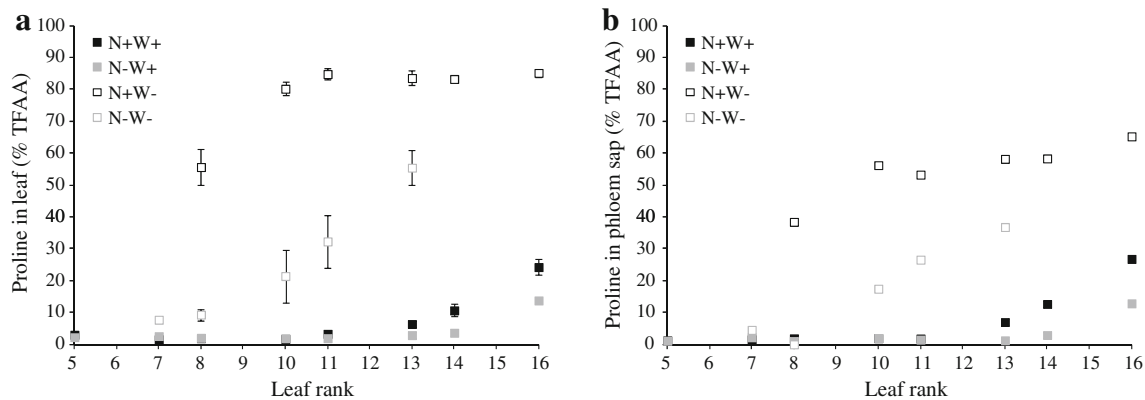 a
Proline in leaf (% TFAA)
100
90
80
70
60
50
40
30
20
10
0
N+W+
N-W+
N+W-
N-W-
5 6 7 8 9 10 11 12 13 14 15 16
Leaf rank
b
Proline in phloem sap (% TFAA)
100
90
80
70
60
50
40
30
20
10
0
N+W+
N-W+
N+W-
N-W-
5 6 7 8 9 10 11 12 13 14 15 16
Leaf rank